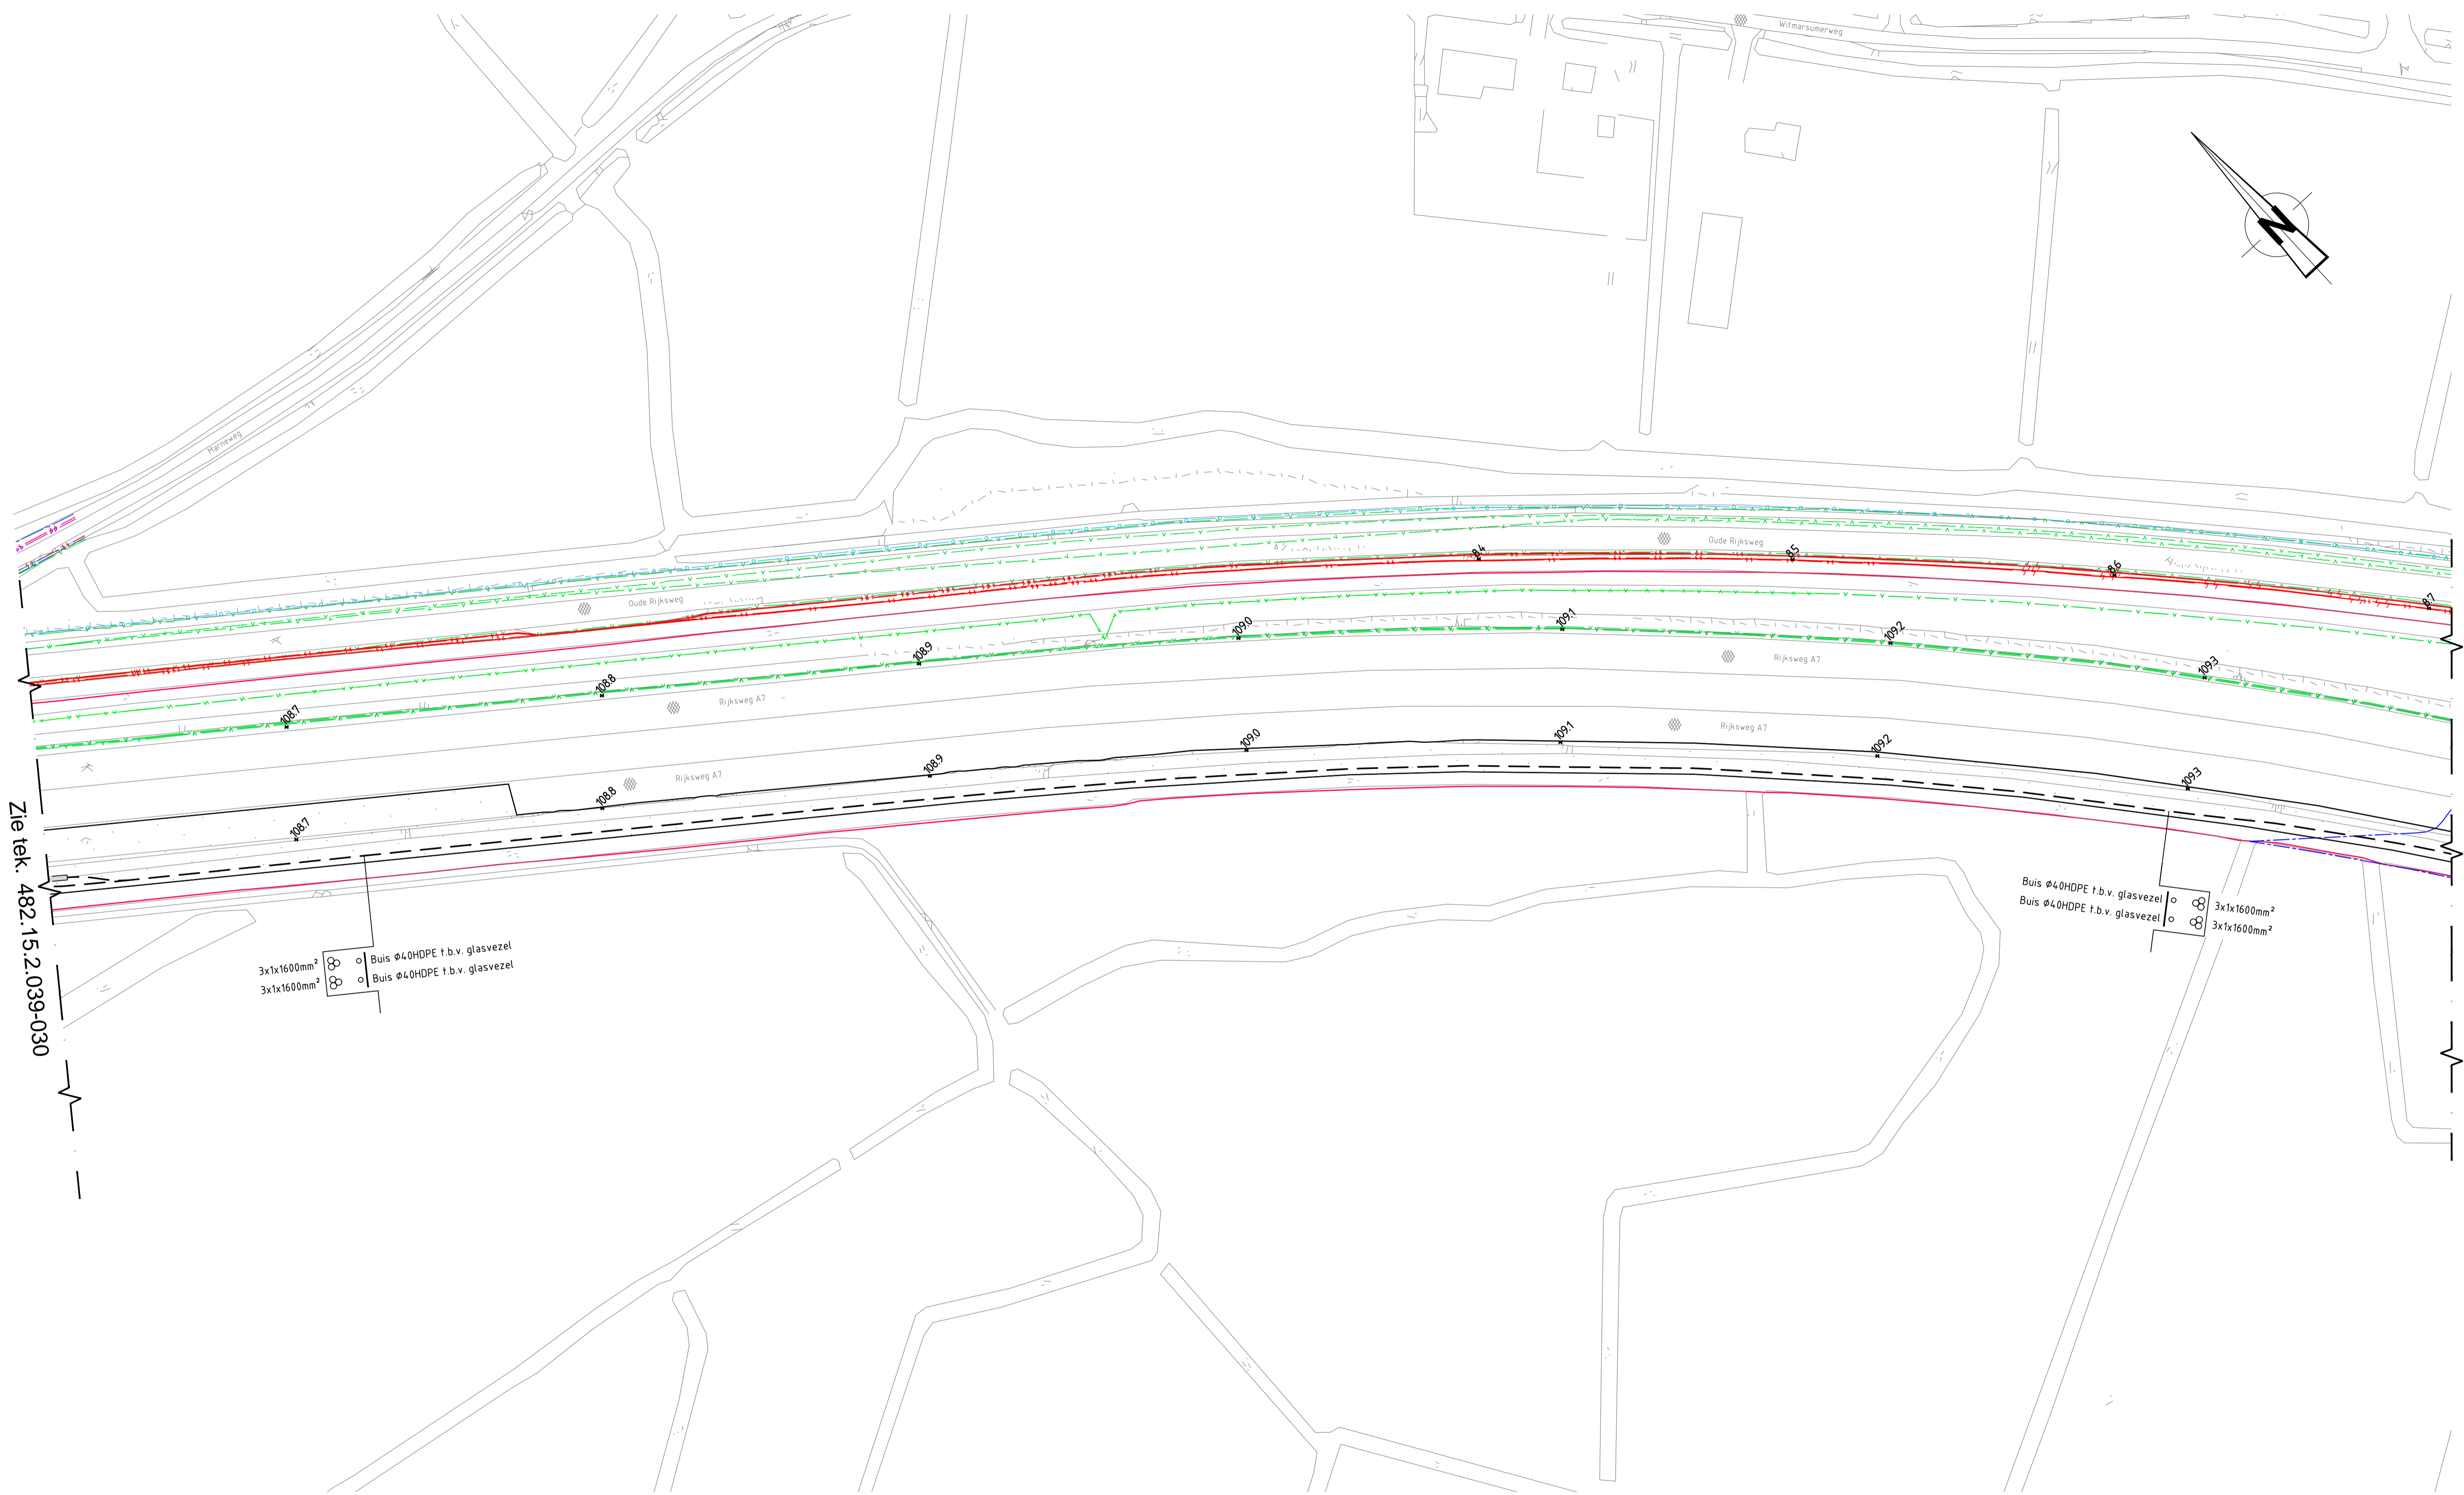 Witmarsumerweg
Marneweg
Oude Rijksweg
8.4
8.5
8.6
8.7
Oude Rijksweg
108.7
108.8
108.9
109.0
109.1
109.2
109.3
Rijksweg A7
Rijksweg A7
Rijksweg A7
Rijksweg A7
108.7
108.8
108.9
109.0
109.1
109.2
109.3
N
Zie tek. 482.15.2.039-030
3x1x1600mm²
Buis Ø40HDPE t.b.v. glasvezel
3x1x1600mm²
Buis Ø40HDPE t.b.v. glasvezel
Buis Ø40HDPE t.b.v. glasvezel
3x1x1600mm²
Buis Ø40HDPE t.b.v. glasvezel
3x1x1600mm²